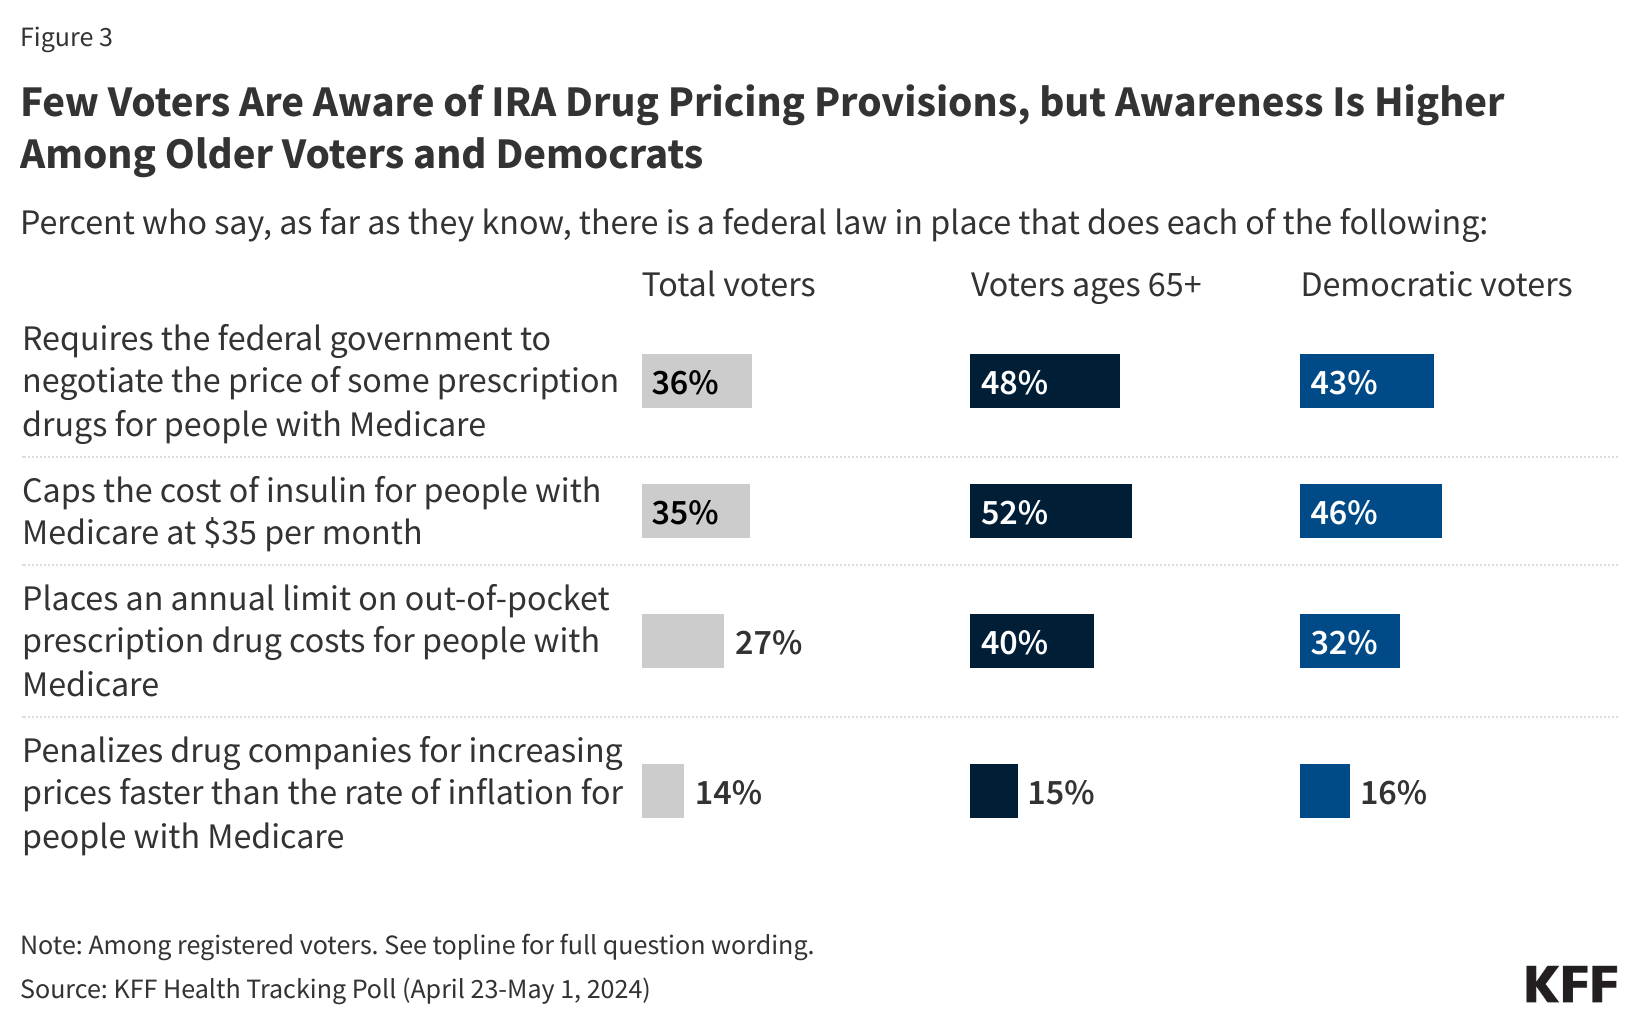 Figure 3
Few Voters Are Aware of IRA Drug Pricing Provisions, but Awareness Is Higher
Among Older Voters and Democrats
Percent who say, as far as they know, there is a federal law in place that does each of the following:
Total voters Voters ages 65+ Democratic voters
Requires the federal government to
negotiate the price of some prescription
drugs for people with Medicare
36% 48% 43%
Caps the cost of insulin for people with
Medicare at $35 per month
35% 52% 46%
Places an annual limit on out-of-pocket
prescription drug costs for people with
Medicare
27% 40% 32%
Penalizes drug companies for increasing
prices faster than the rate of inflation for
people with Medicare
14% 15% 16%
Note: Among registered voters. See topline for full question wording.
Source: KFF Health Tracking Poll (April 23-May 1, 2024)
KFF